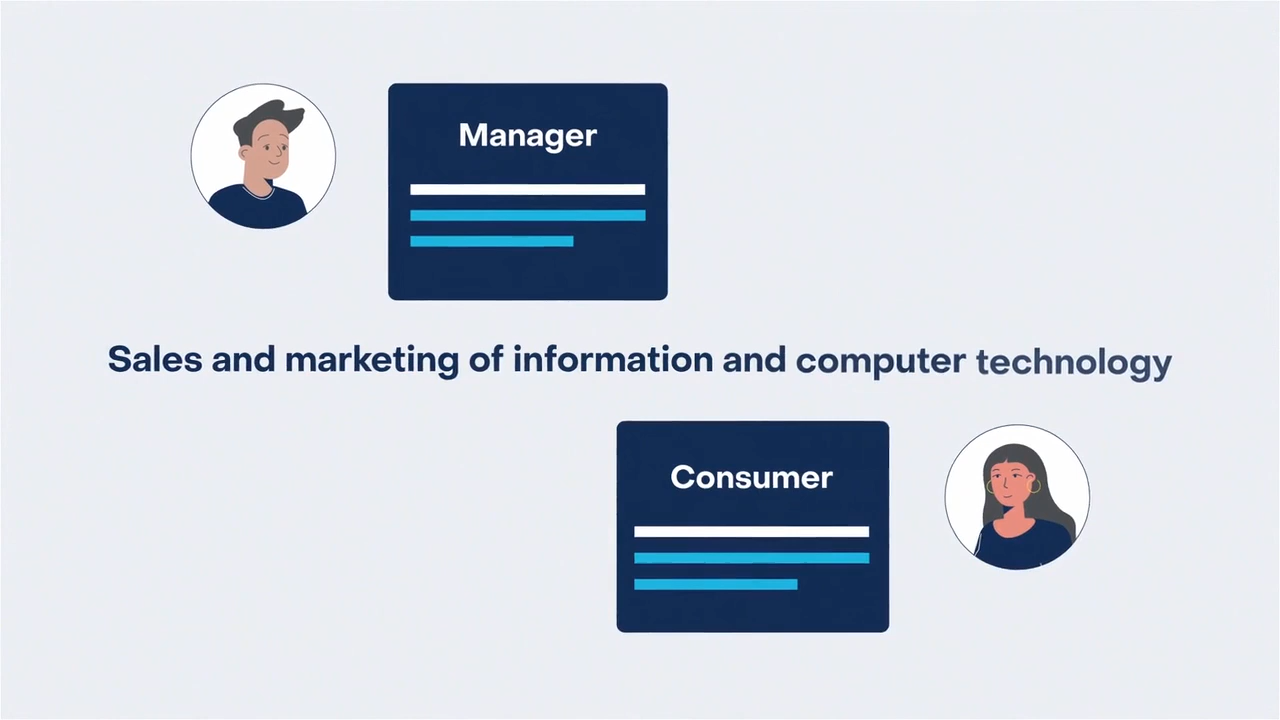 Manager
Sales and marketing of information and computer technology
Consumer